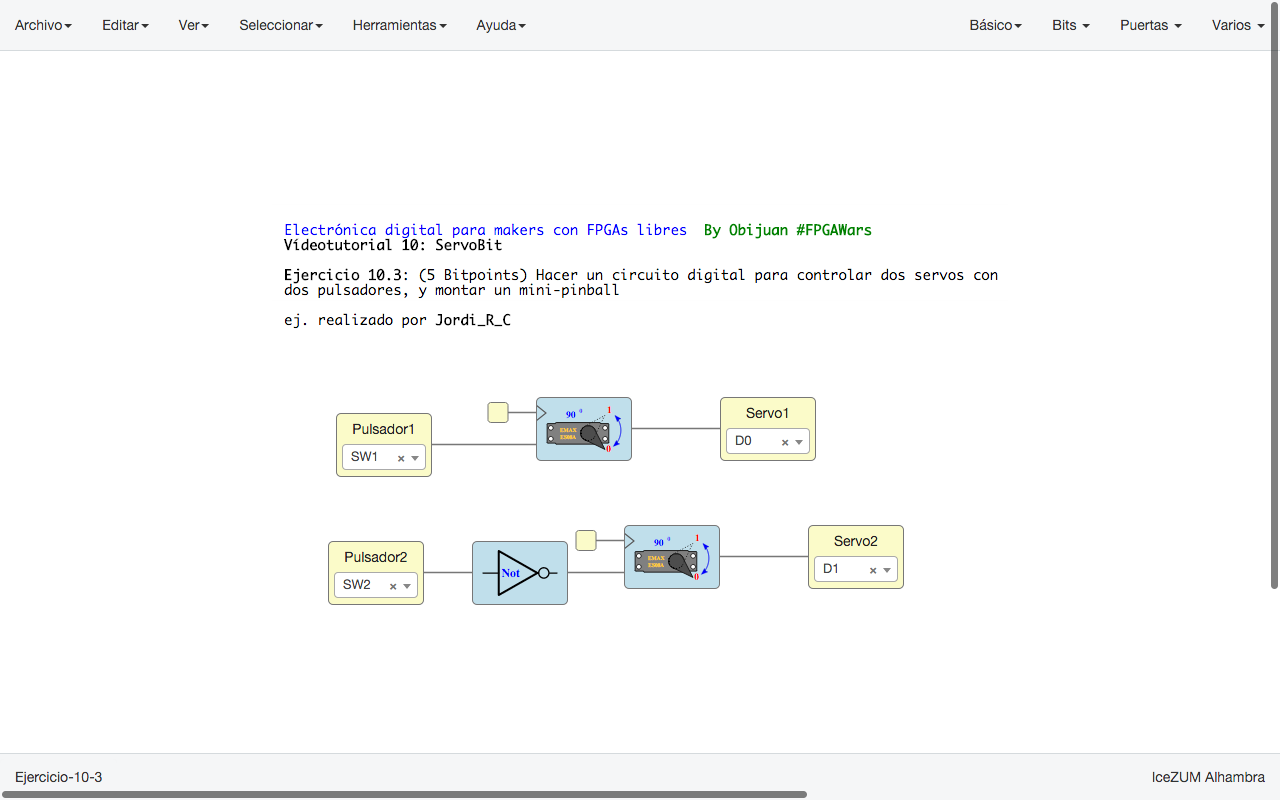 Archivo Editar Ver Seleccionar Herramientas Ayuda Básico Bits Puertas Varios
Electrónica digital para makers con FPGAs libres By Obijuan #FPGAWars
Videotutorial 10: ServoBit
Ejercicio 10.3: (5 Bitpoints) Hacer un circuito digital para controlar dos servos con
dos pulsadores, y montar un mini-pinball
ej. realizado por Jordi_R_C
Pulsador1
SW1
90 º
1
EMAX
0
Servo1
D0
Pulsador2
SW2
Not
90 º
1
EMAX
0
Servo2
D1
Ejercicio-10-3
IceZUM Alhambra